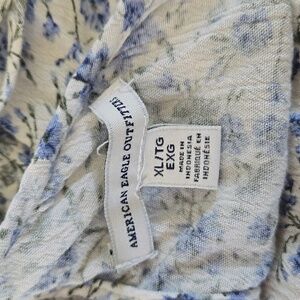 AMERICAN EAGLE OUTFITTERS
XL/TG
EXG
MADE IN
INDONESIA
FABRIQUÉ EN
INDONÉSIE